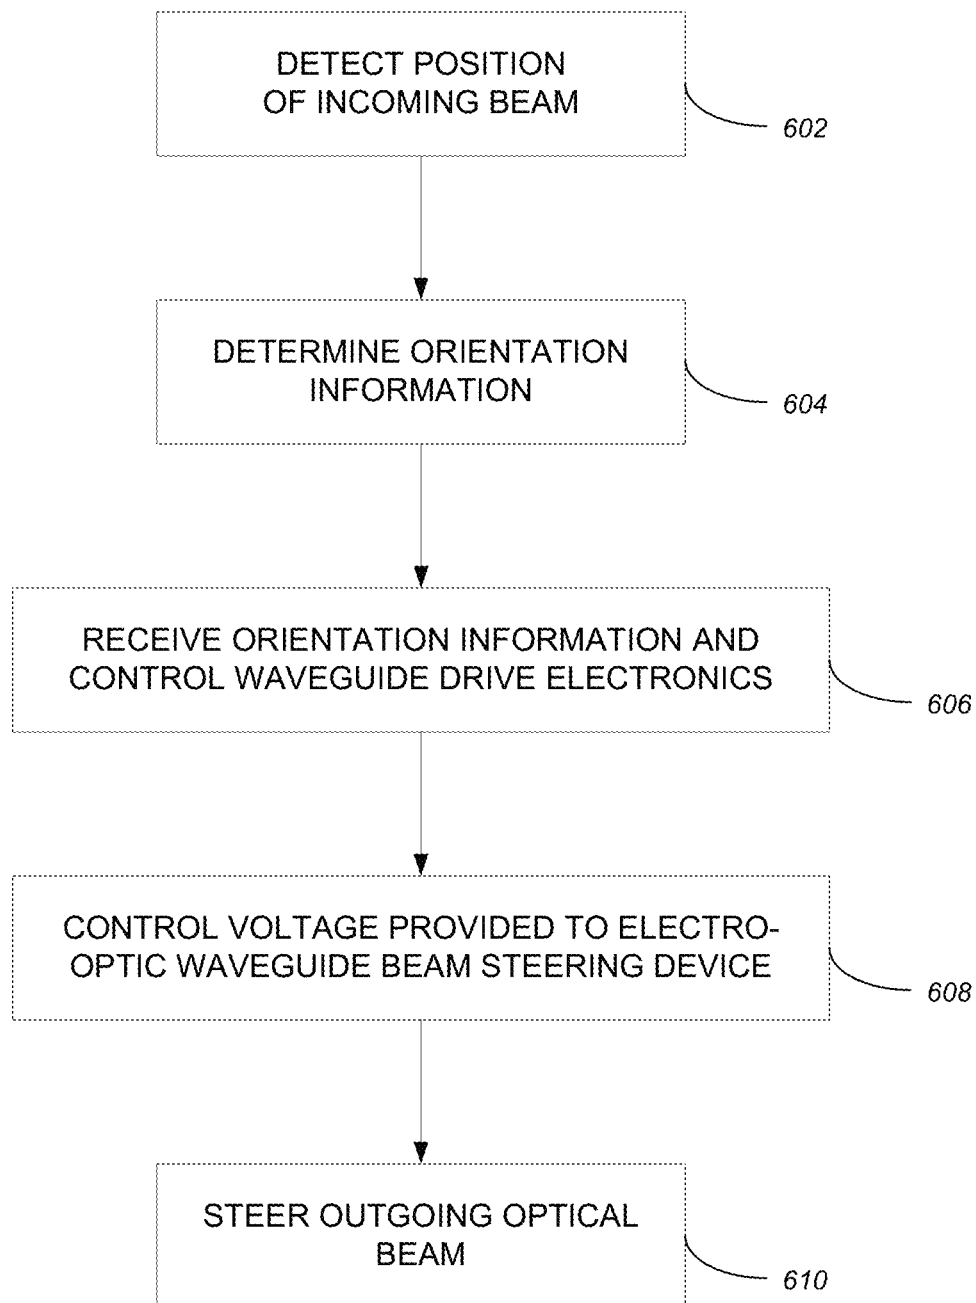 DETECT POSITION
OF INCOMING BEAM
602
DETERMINE ORIENTATION
INFORMATION
604
RECEIVE ORIENTATION INFORMATION AND
CONTROL WAVEGUIDE DRIVE ELECTRONICS
606
CONTROL VOLTAGE PROVIDED TO ELECTRO-
OPTIC WAVEGUIDE BEAM STEERING DEVICE
608
STEER OUTGOING OPTICAL
BEAM
610